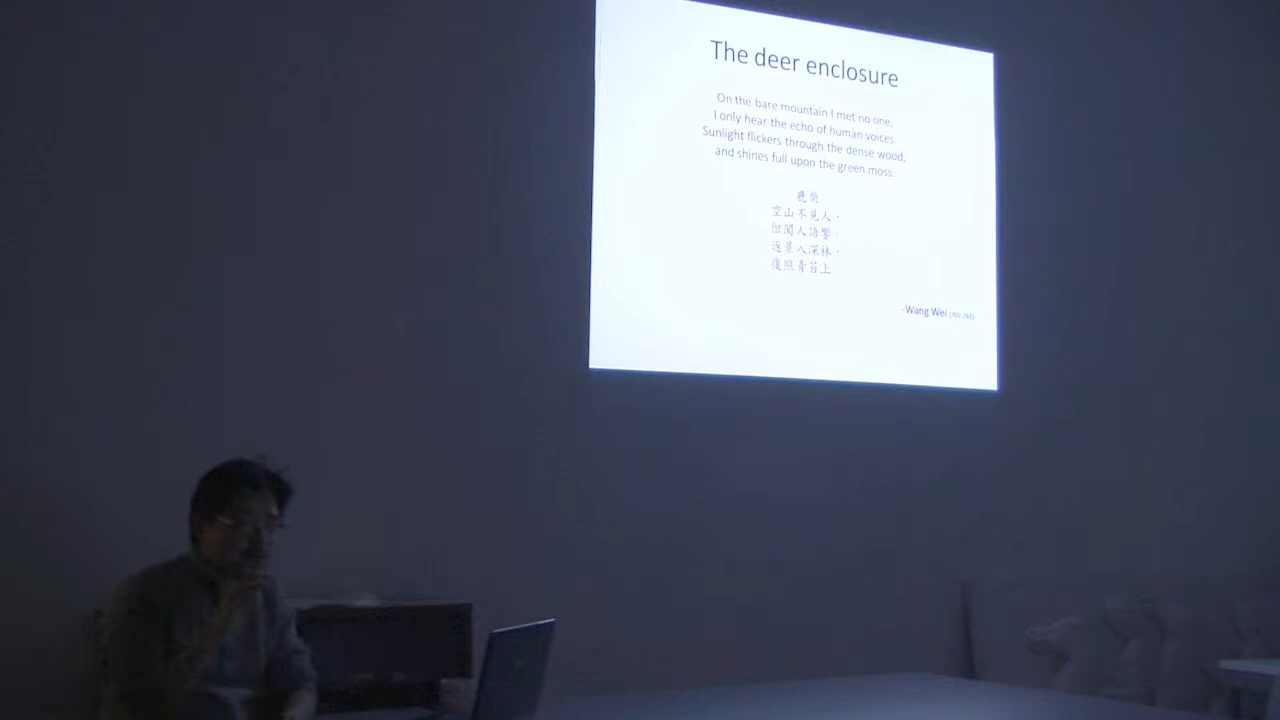 The deer enclosure
On the bare mountain I met no one,
I only hear the echo of human voices.
Sunlight flickers through the dense wood,
and shines full upon the green moss.
鹿柴
空山不見人，
但聞人語響。
返景入深林，
復照青苔上
-Wang Wei